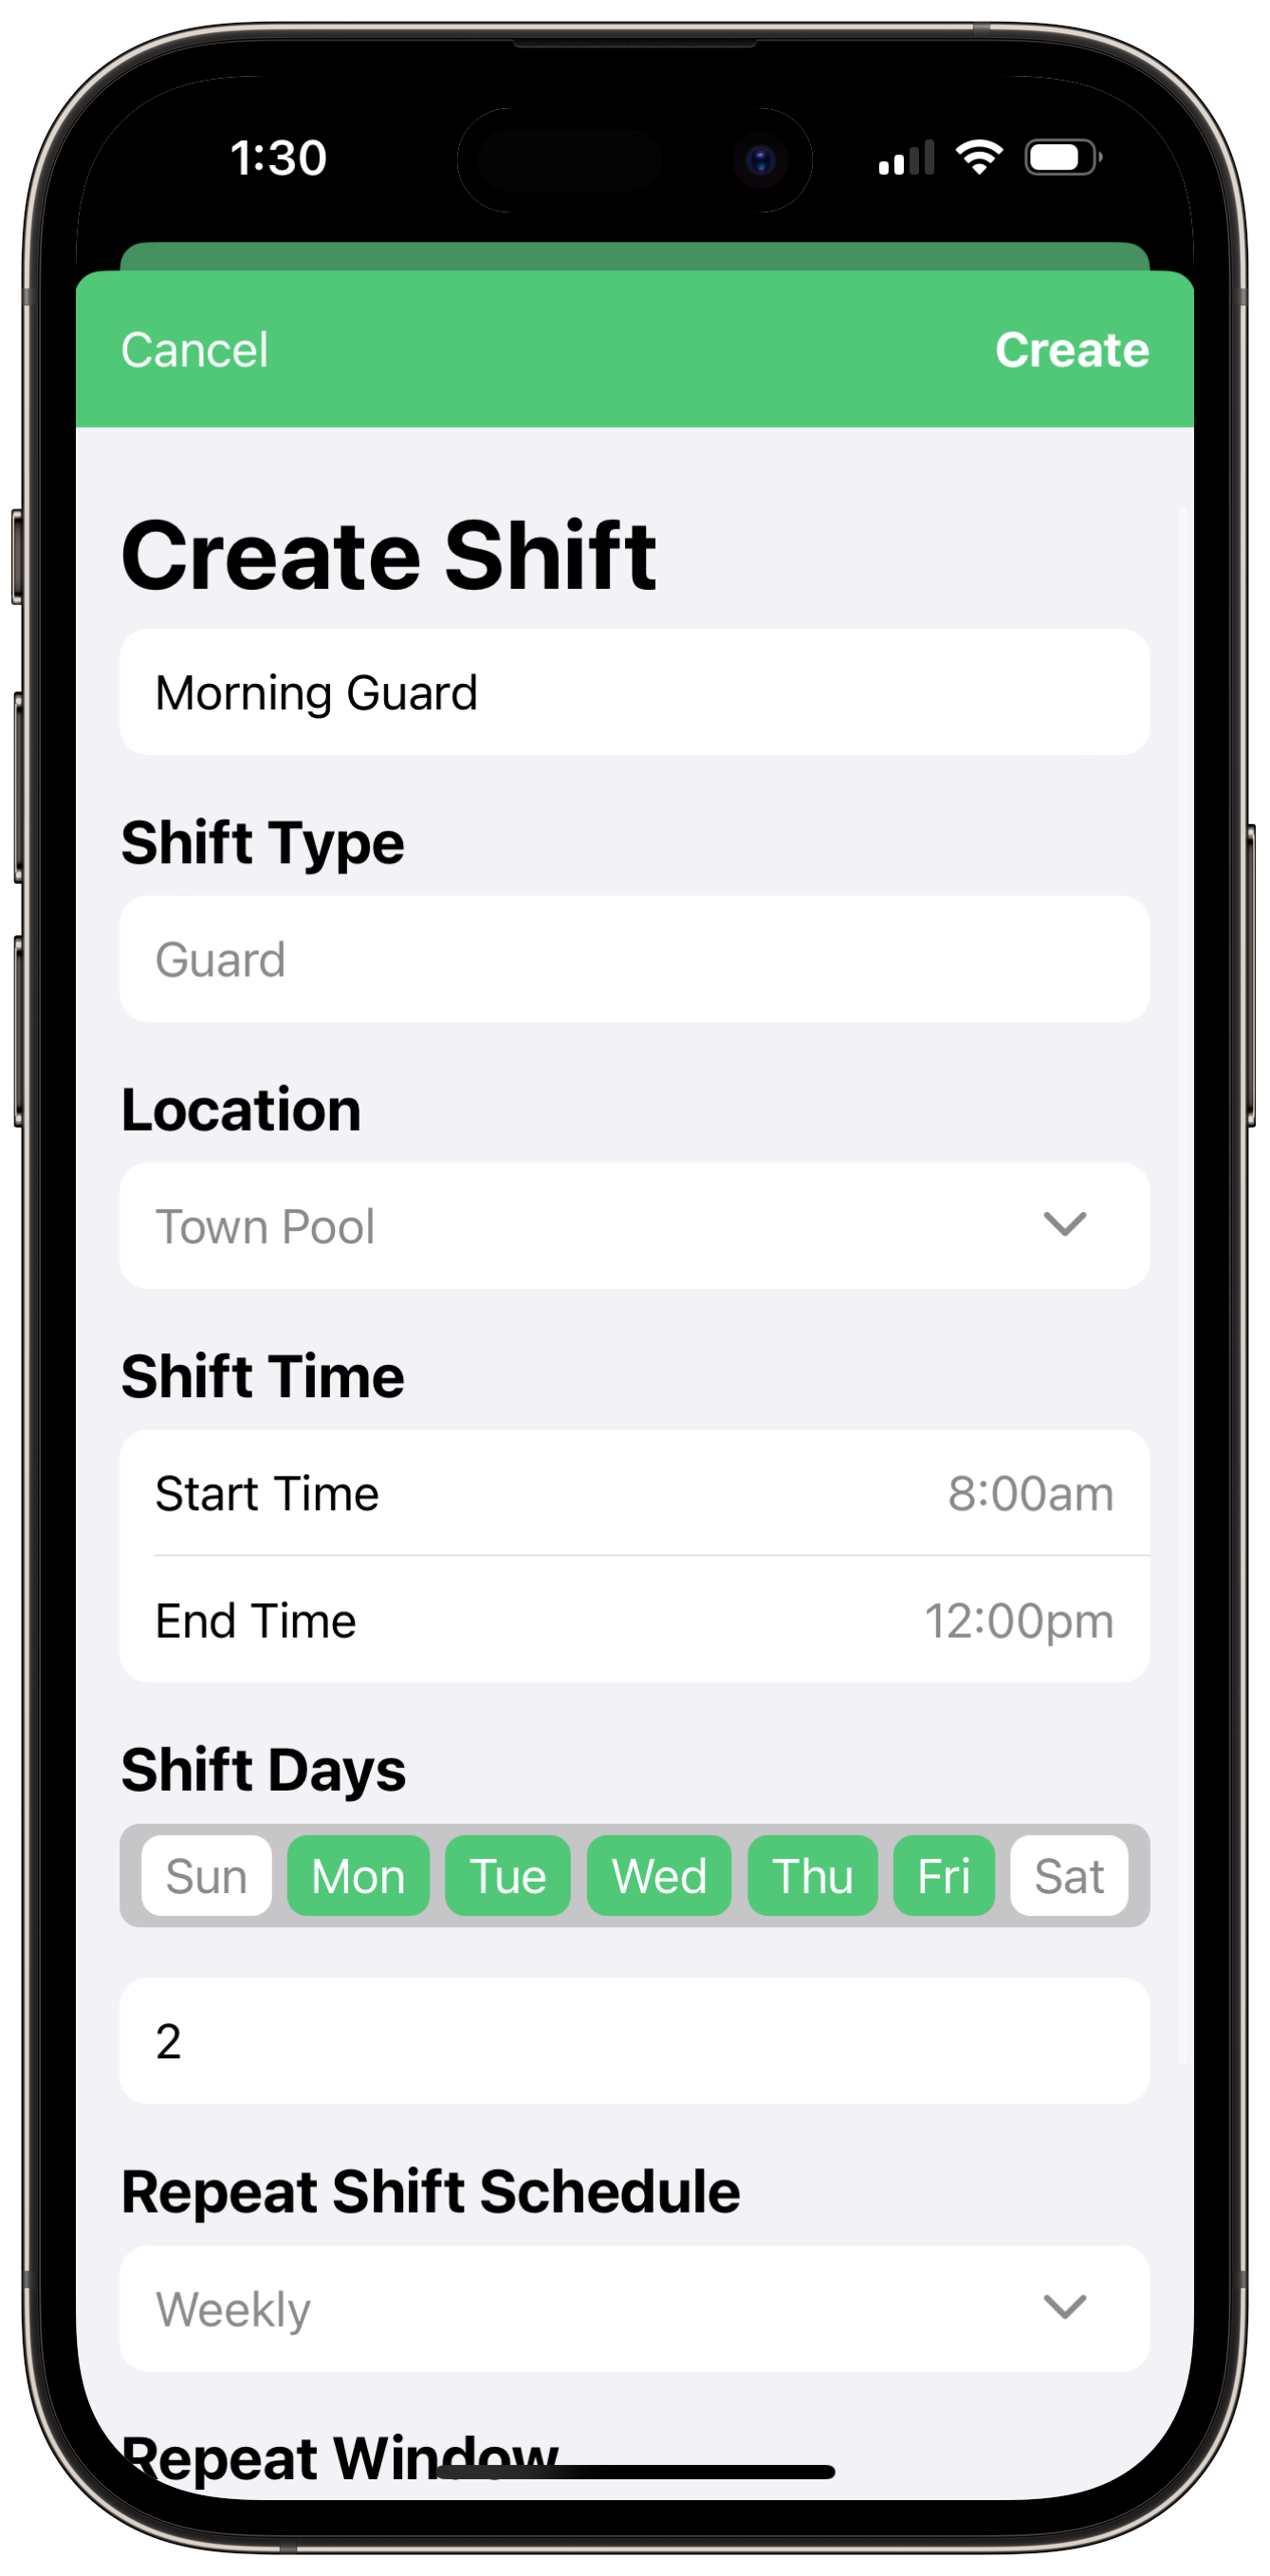 1:30
Cancel Create
Create Shift
Morning Guard
Shift Type
Guard
Location
Town Pool
Shift Time
Start Time 8:00am
End Time 12:00pm
Shift Days
Sun Mon Tue Wed Thu Fri Sat
2
Repeat Shift Schedule
Weekly
Repeat Window